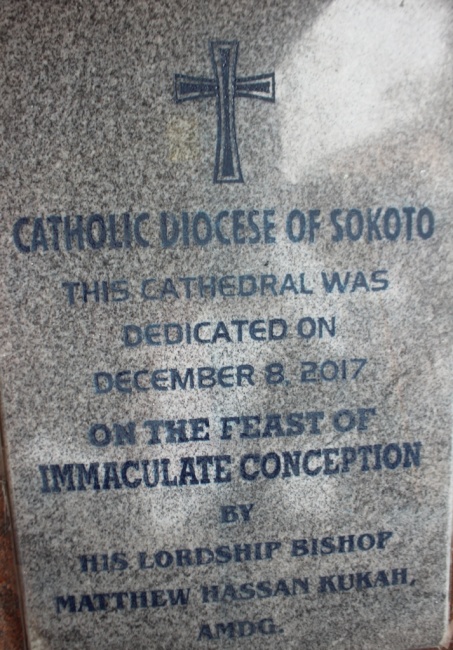 CATHOLIC DIOCESE OF SOKOTO
THIS CATHEDRAL WAS
DEDICATED ON
DECEMBER 8, 2017
ON THE FEAST OF
IMMACULATE CONCEPTION
BY
HIS LORDSHIP BISHOP
MATTHEW HASSAN KUKAH,
AMDG.